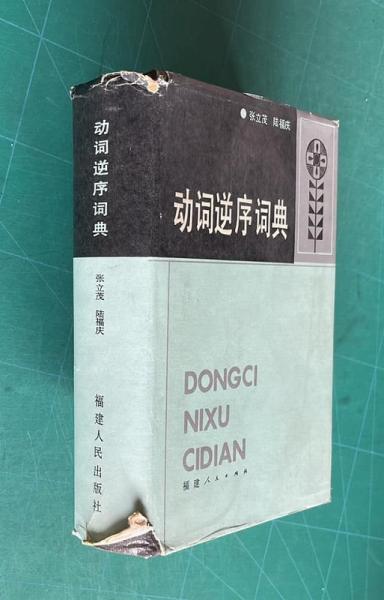 动词逆序词典
张立茂 陆福庆
福建人民出版社
张立茂 陆福庆
动词逆序词典
DONGCI
NIXU
CIDIAN
福建人民出版社